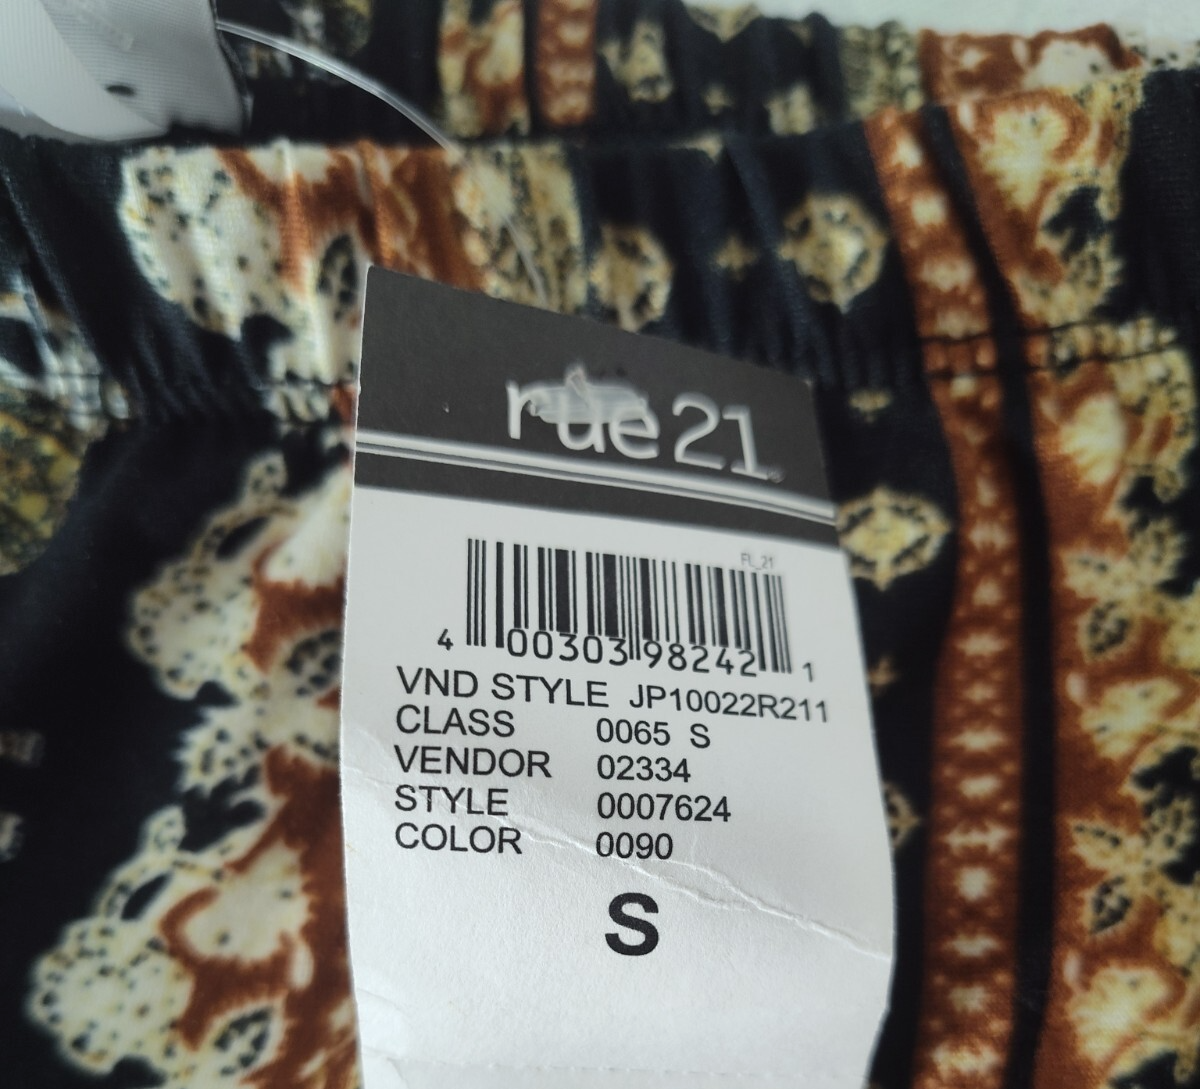 rue21
FL_21
4 00303 98242 1
VND STYLE JP10022R211
CLASS 0065 S
VENDOR 02334
STYLE 0007624
COLOR 0090
S